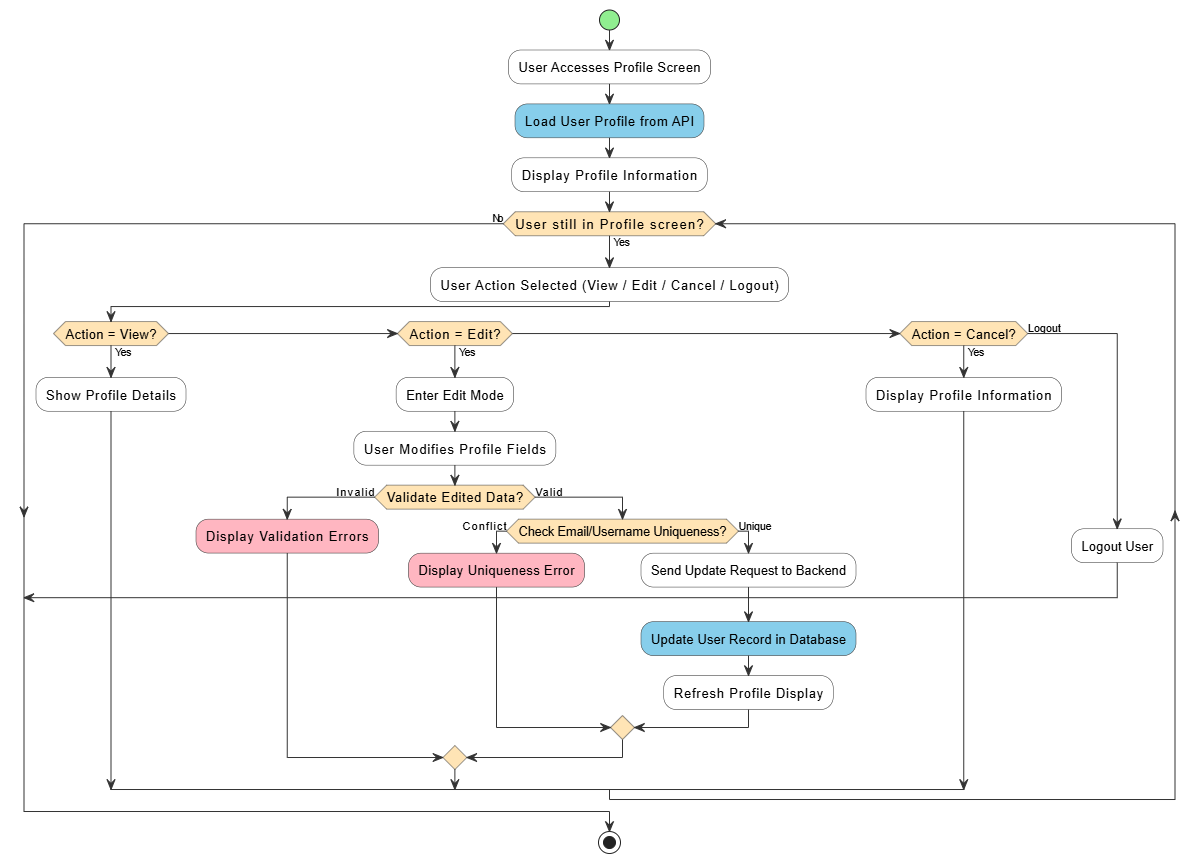 User Accesses Profile Screen
Load User Profile from API
Display Profile Information
No
User still in Profile screen?
Yes
User Action Selected (View / Edit / Cancel / Logout)
Action = View?
Action = Edit?
Action = Cancel?
Logout
Yes
Yes
Yes
Show Profile Details
Enter Edit Mode
Display Profile Information
User Modifies Profile Fields
Invalid
Validate Edited Data?
Valid
Conflict
Check Email/Username Uniqueness?
Unique
Display Validation Errors
Logout User
Display Uniqueness Error
Send Update Request to Backend
Update User Record in Database
Refresh Profile Display